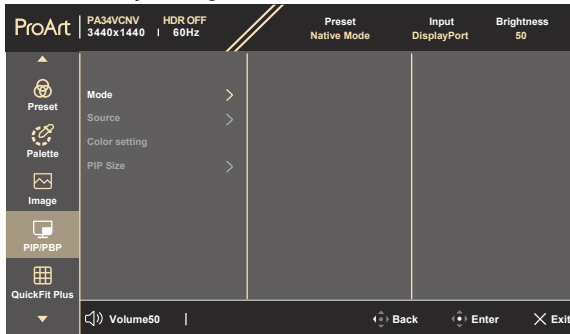 ProArt
PA34VCNV HDR OFF
3440x1440 | 60Hz
Preset
Native Mode
Input
DisplayPort
Brightness
50
Preset
Palette
Image
PIP/PBP
QuickFit Plus
Mode
Source
Color setting
PIP Size
Volume50 |
Back
Enter
Exit